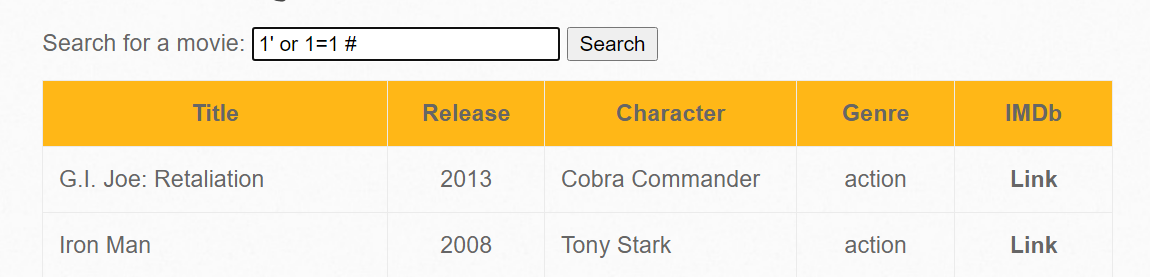 Search for a movie: 1' or 1=1 # Search
Title Release Character Genre IMDb
G.I. Joe: Retaliation 2013 Cobra Commander action Link
Iron Man 2008 Tony Stark action Link